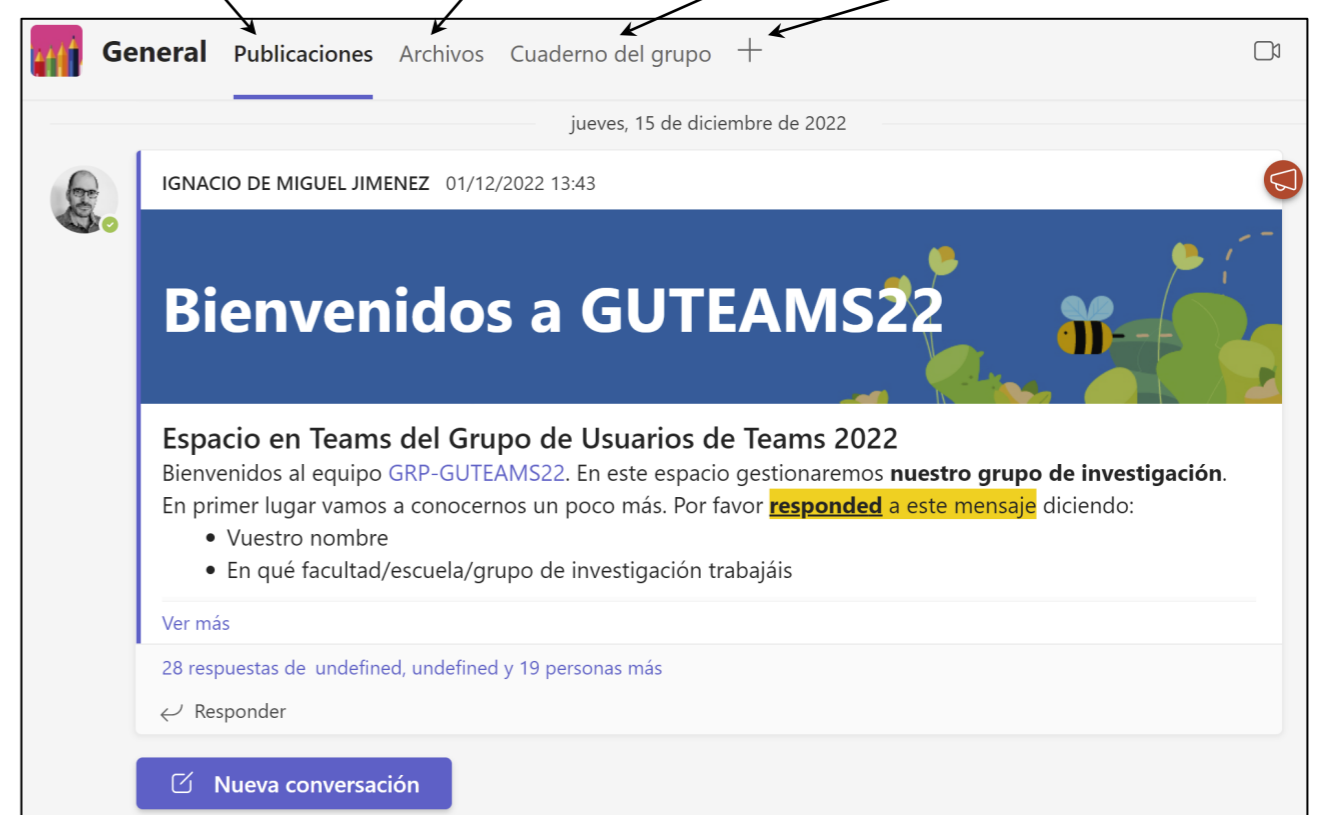 General Publicaciones Archivos Cuaderno del grupo +
jueves, 15 de diciembre de 2022
IGNACIO DE MIGUEL JIMENEZ 01/12/2022 13:43
Bienvenidos a GUTEAMS22
Espacio en Teams del Grupo de Usuarios de Teams 2022
Bienvenidos al equipo GRP-GUTEAMS22. En este espacio gestionaremos nuestro grupo de investigación.
En primer lugar vamos a conocernos un poco más. Por favor responded a este mensaje diciendo:
• Vuestro nombre
• En qué facultad/escuela/grupo de investigación trabajáis
Ver más
28 respuestas de undefined, undefined y 19 personas más
Responder
Nueva conversación